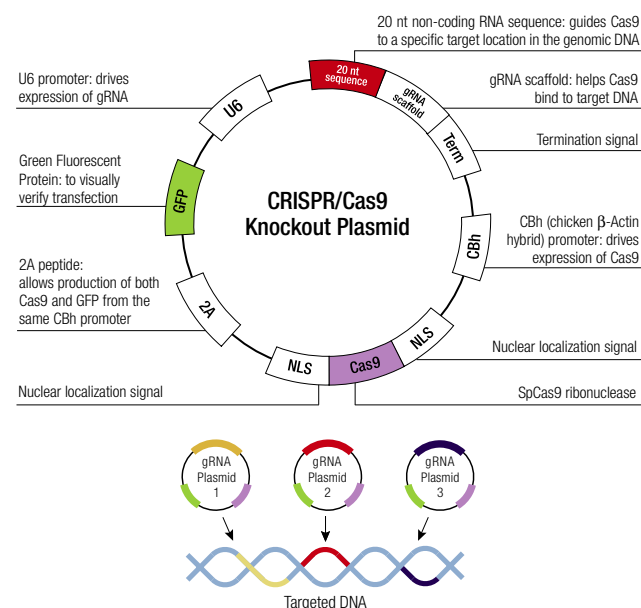 20 nt non-coding RNA sequence: guides Cas9
to a specific target location in the genomic DNA
U6 promoter: drives
expression of gRNA
20 nt
sequence
gRNA
scaffold
gRNA scaffold: helps Cas9
bind to target DNA
U6
Term
Termination signal
Green Fluorescent
Protein: to visually
verify transfection
GFP
CRISPR/Cas9
Knockout Plasmid
CBh
CBh (chicken β-Actin
hybrid) promoter: drives
expression of Cas9
2A peptide:
allows production of both
Cas9 and GFP from the
same CBh promoter
2A
NLS
Cas9
NLS
Nuclear localization signal
Nuclear localization signal
SpCas9 ribonuclease
gRNA
Plasmid
1
gRNA
Plasmid
2
gRNA
Plasmid
3
Targeted DNA